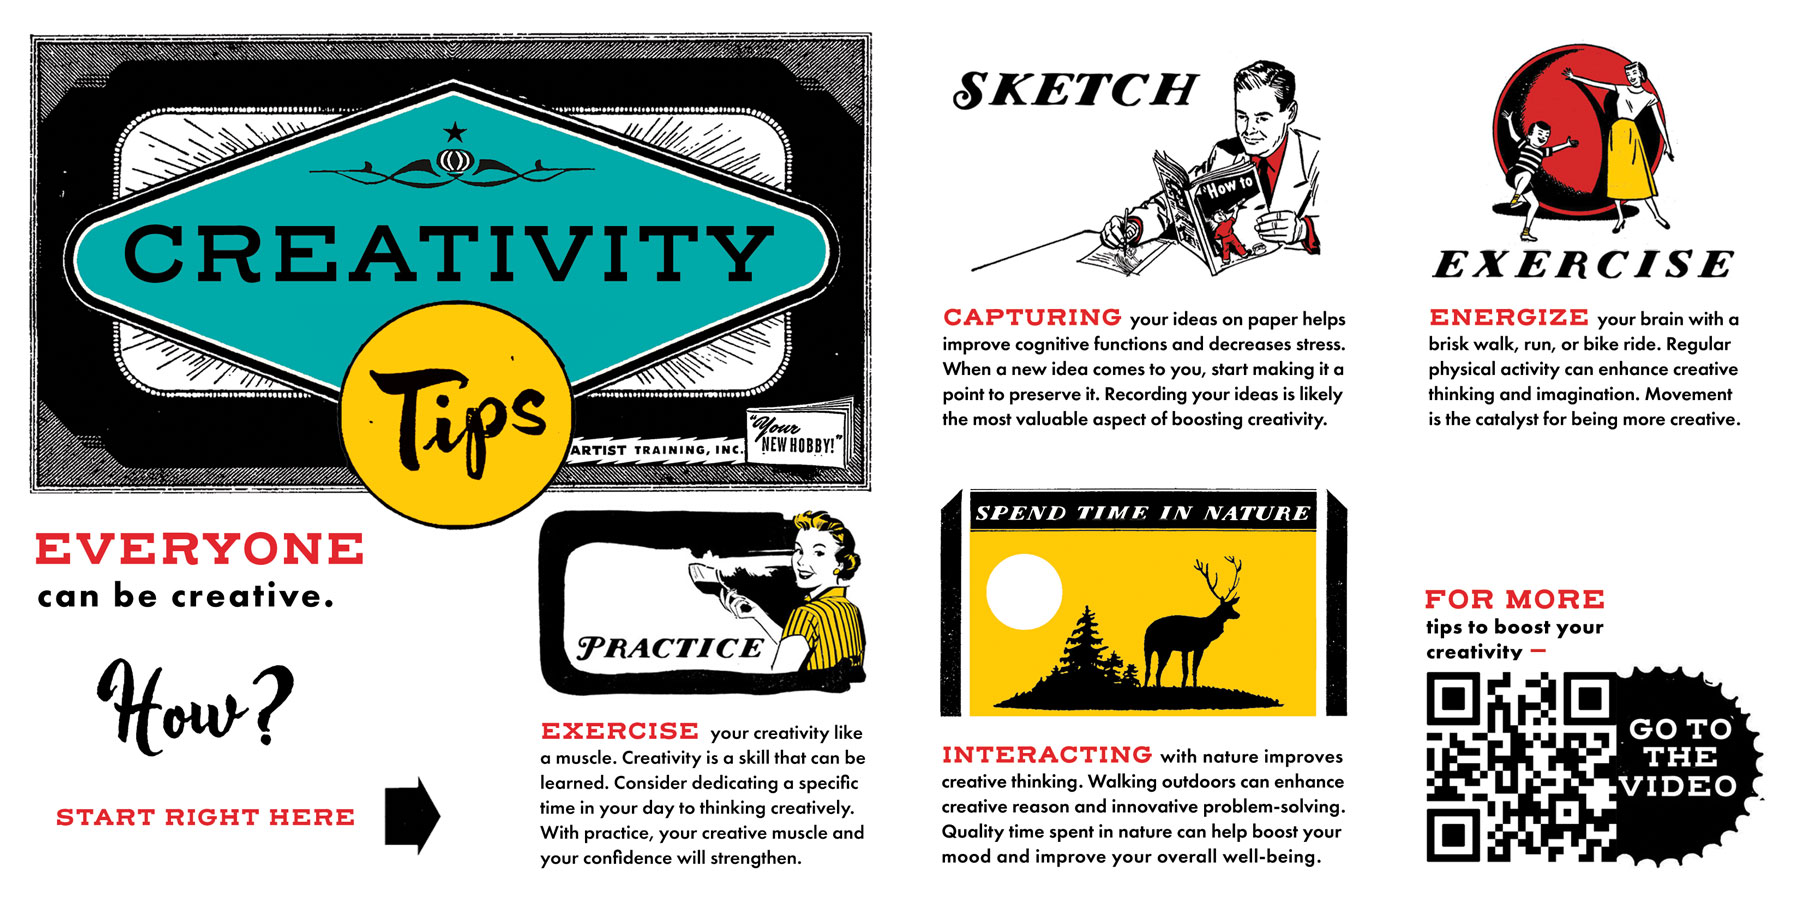 CREATIVITY
Tips
ARTIST TRAINING, INC.
"Your
NEW HOBBY!"
EVERYONE
can be creative.
How?
START RIGHT HERE
PRACTICE
EXERCISE your creativity like
a muscle. Creativity is a skill that can be
learned. Consider dedicating a specific
time in your day to thinking creatively.
With practice, your creative muscle and
your confidence will strengthen.
SKETCH
"How to
CAPTURING your ideas on paper helps
improve cognitive functions and decreases stress.
When a new idea comes to you, start making it a
point to preserve it. Recording your ideas is likely
the most valuable aspect of boosting creativity.
SPEND TIME IN NATURE
INTERACTING with nature improves
creative thinking. Walking outdoors can enhance
creative reason and innovative problem-solving.
Quality time spent in nature can help boost your
mood and improve your overall well-being.
EXERCISE
ENERGIZE your brain with a
brisk walk, run, or bike ride. Regular
physical activity can enhance creative
thinking and imagination. Movement
is the catalyst for being more creative.
FOR MORE
tips to boost your
creativity –
GO TO
THE
VIDEO